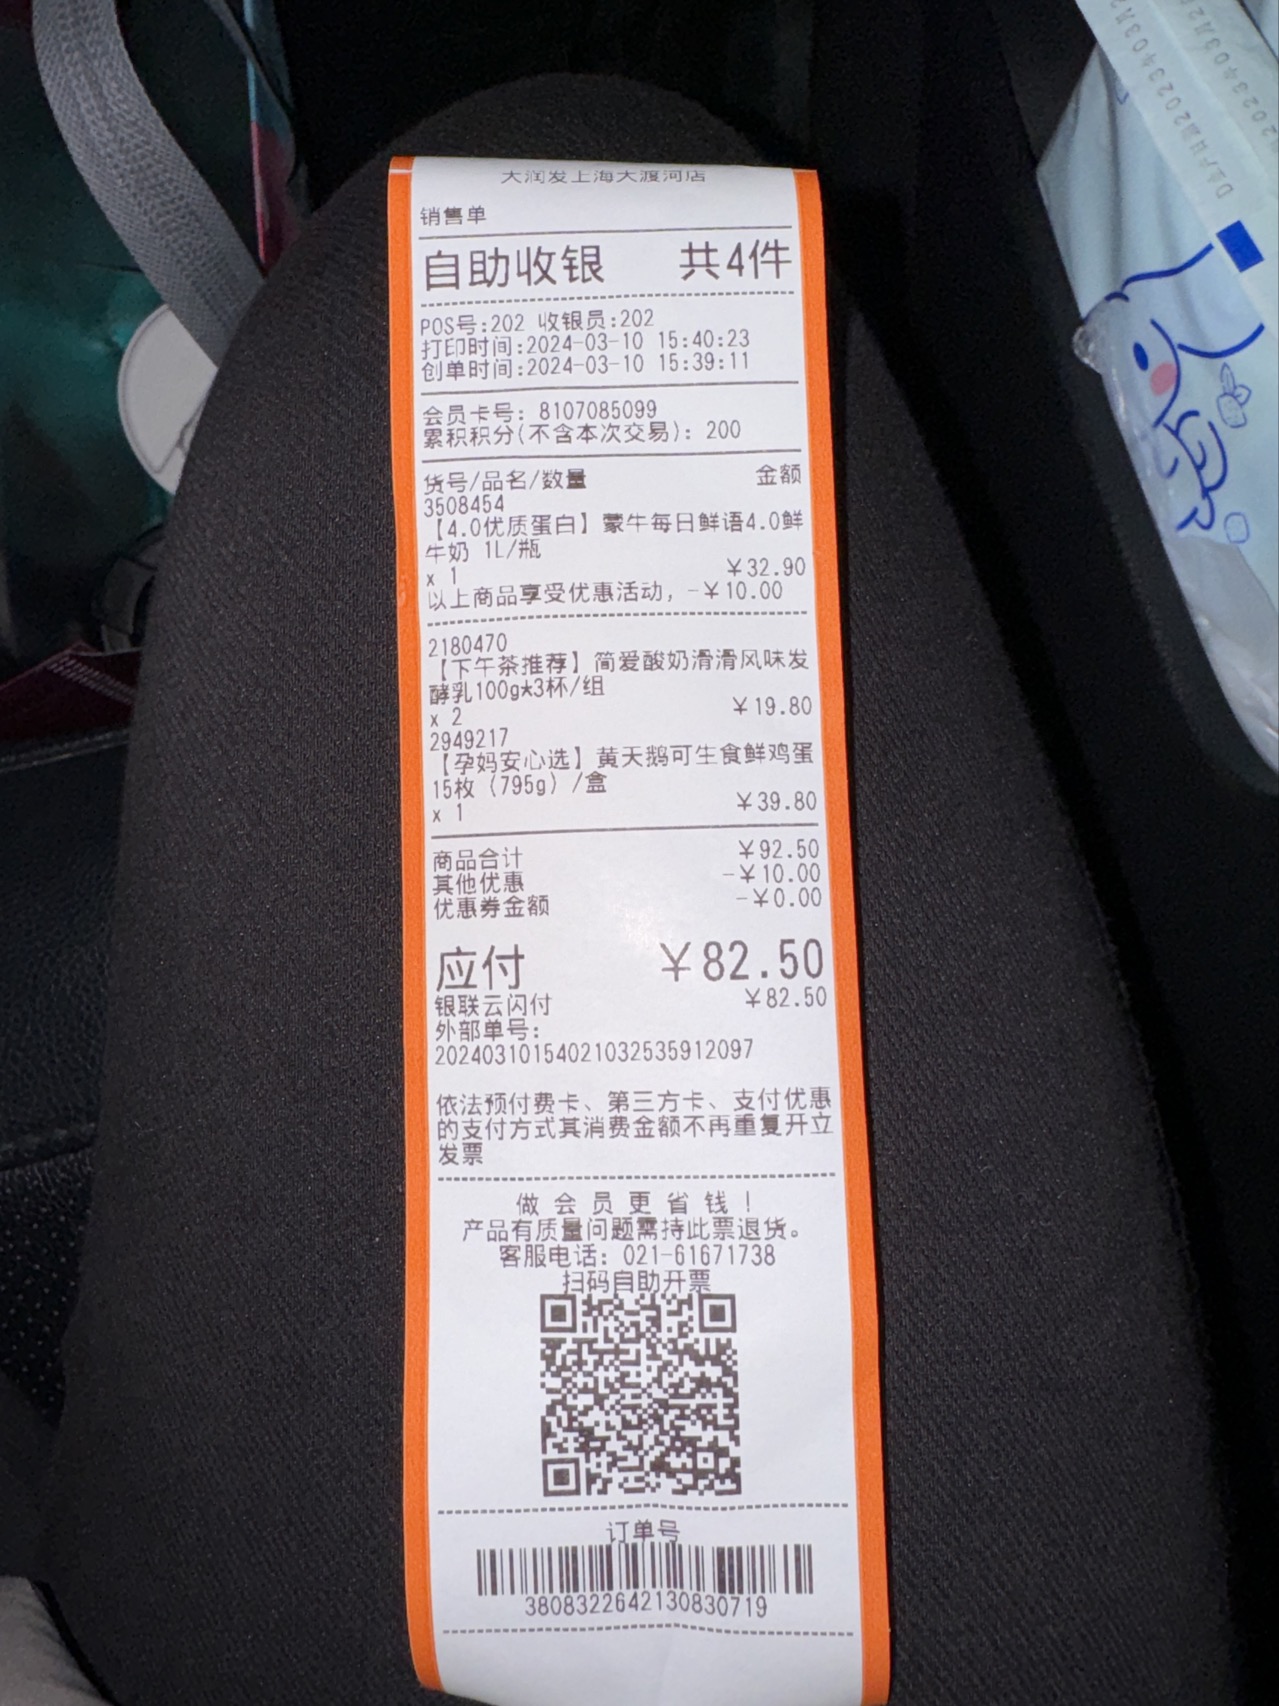 大润发上海大渡河店
销售单
自助收银 共4件
POS号:202 收银员:202
打印时间:2024-03-10 15:40:23
创单时间:2024-03-10 15:39:11
会员卡号: 8107085099
累积积分(不含本次交易): 200
货号/品名/数量 金额
3508454
【4.0优质蛋白】蒙牛每日鲜语4.0鲜
牛奶 1L/瓶
x 1 ￥32.90
以上商品享受优惠活动, -￥10.00
2180470
【下午茶推荐】简爱酸奶滑滑风味发
酵乳100g*3杯/组
x 2 ￥19.80
2949217
【孕妈安心选】黄天鹅可生食鲜鸡蛋
15枚（795g）/盒
x 1 ￥39.80
商品合计 ￥92.50
其他优惠 -￥10.00
优惠券金额 -￥0.00
应付 ￥82.50
银联云闪付 ￥82.50
外部单号:
20240310154021032535912097
依法预付费卡、第三方卡、支付优惠
的支付方式其消费金额不再重复开立
发票
做会员更省钱!
产品有质量问题需持此票退货。
客服电话: 021-61671738
扫码自助开票
订单号
3808322642130830719